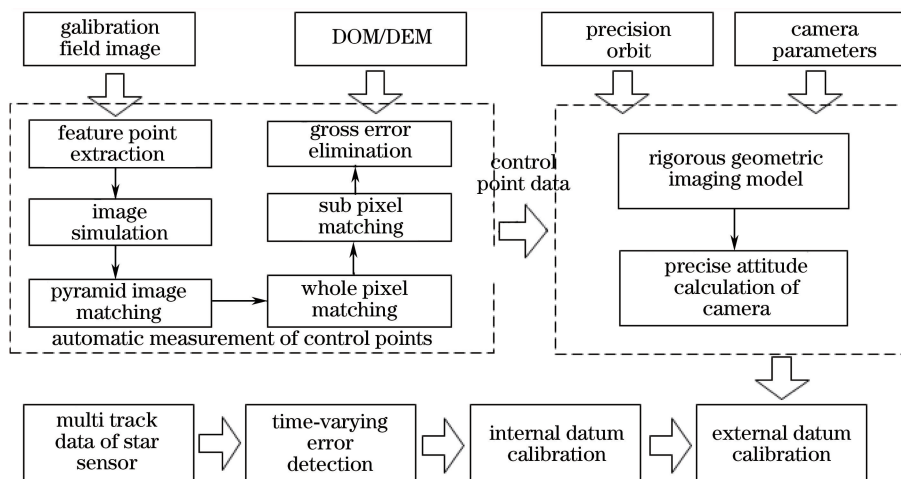 galibration
field image
DOM/DEM
precision
orbit
camera
parameters
feature point
extraction
image
simulation
pyramid image
matching
whole pixel
matching
sub pixel
matching
gross error
elimination
automatic measurement of control points
control
point data
rigorous geometric
imaging model
precise attitude
calculation of
camera
multi track
data of star
sensor
time-varying
error
detection
internal datum
calibration
external datum
calibration